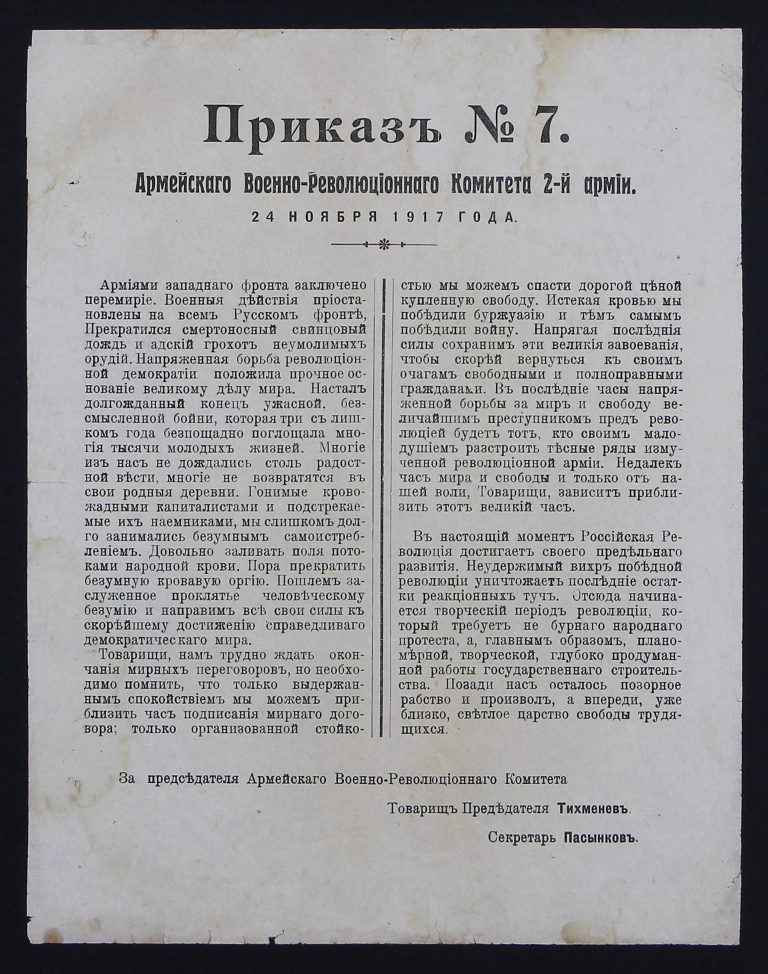 Приказъ № 7.
Армейскаго Военно-Революціоннаго Комитета 2-й арміи.
24 НОЯБРЯ 1917 ГОДА.
Арміями западнаго фронта заключено
перемиріе. Военныя дѣйствія пріоста-
новлены на всемъ Русскомъ фронтѣ,
Прекратился смертоносный свинцовый
дождь и адскій грохотъ неумолимыхъ
орудій. Напряженная борьба революціон-
ной демократіи положила прочное ос-
нованіе великому дѣлу мира. Насталъ
долгожданный конецъ ужасной, без-
смысленной бойни, которая три съ лиш-
комъ года безпощадно поглощала мно-
гія тысячи молодыхъ жизней. Многіе
изъ насъ не дождались столь радост-
ной вѣсти, многіе не возвратятся въ
свои родныя деревни. Гонимые крово-
жадными капиталистами и подстрекае-
мые ихъ наемниками, мы слишкомъ дол-
го занимались безумнымъ самоистреб-
леніемъ. Довольно заливать поля пото-
ками народной крови. Пора прекратить
безумную кровавую оргію. Пошлемъ за-
служенное проклятье человѣческому
безумію и направимъ всѣ свои силы къ
скорѣйшему достиженію справедливаго
демократичес каго мира.
Товарищи, намъ трудно ждать окон-
чанія мирныхъ переговоровъ, но необхо-
димо помнить, что только выдержан-
нымъ спокойствіемъ мы можемъ при-
близить часъ подписанія мирнаго дого-
вора; только организованной стойко-
стью мы можемъ спасти дорогой цѣной
купленную свободу. Истекая кровью мы
побѣдили буржуазію и тѣмъ самымъ
побѣдили войну. Напрягая послѣднія
силы сохранимъ эти великія завоеванія,
чтобы скорѣй вернуться къ своимъ
очагамъ свободными и полноправными
гражданами. Въ послѣдніе часы напря-
женной борьбы за миръ и свободу ве-
личайшимъ преступникомъ предъ рево-
люціей будетъ тотъ, кто своимъ мало-
душіемъ разстроитъ тѣсные ряды изму-
ченной революціонной арміи. Недалекъ
часъ мира и свободы и только отъ на-
шей воли, Товарищи, зависитъ прибли-
зить этотъ великій часъ.
Въ настоящій моментъ Россійская Ре-
волюція достигаетъ своего предѣльнаго
развитія. Неудержимый вихръ побѣдной
революціи уничтожаетъ послѣдніе остат-
ки реакціонныхъ тучъ. Отсюда начина-
ется творческій періодъ революціи, ко-
торый требуетъ не бурнаго народнаго
протеста, а, главнымъ образомъ, плано-
мѣрной, творческой, глубоко продуман-
ной работы государственнаго строитель-
ства. Позади насъ осталось позорное
рабство и произволъ, а впереди, уже
близко, свѣтлое царство свободы трудя-
щихся.
За предсѣдателя Армейскаго Военно-Революціоннаго Комитета
Товарищъ Предѣдателя Тихменевъ.
Секретарь Пасынковъ.